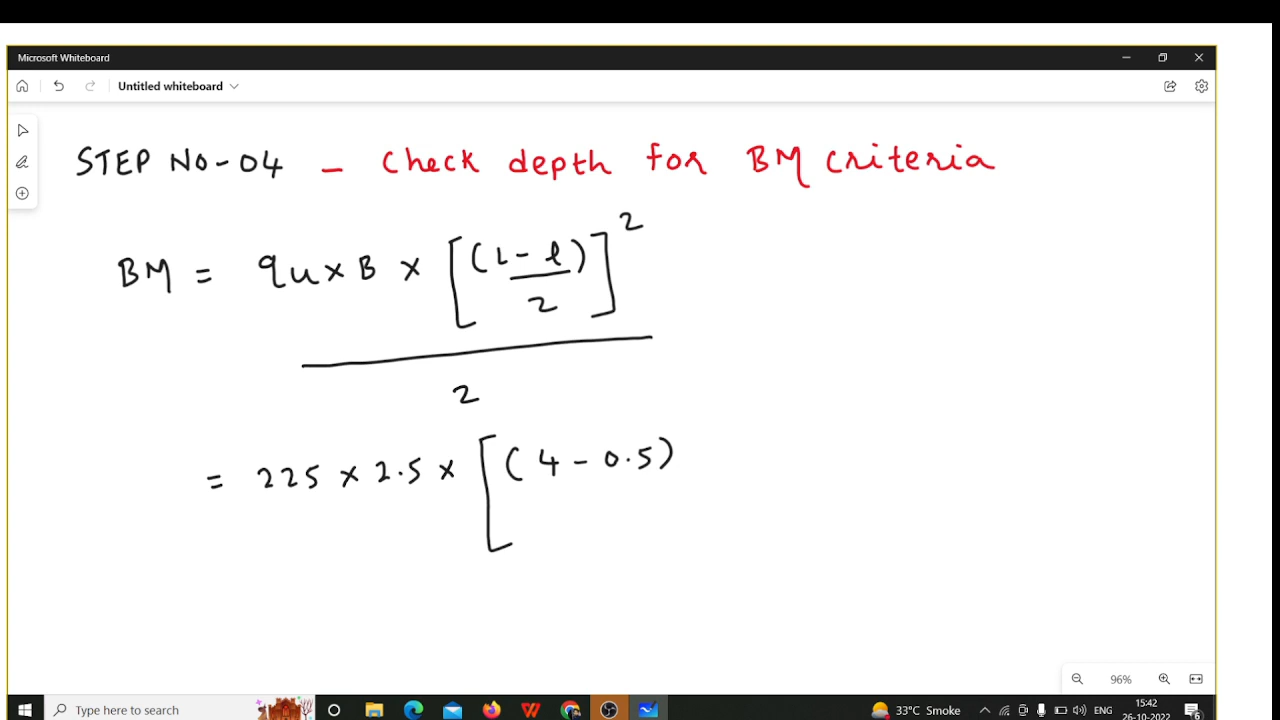 Microsoft Whiteboard
Untitled whiteboard
STEP No-04 - Check depth for BM criteria
BM = qu x B x [(L - l)/2]²
2
= 225 x 2.5 x [(4 - 0.5)
96%
Type here to search
33°C Smoke
ENG
15:42
26-10-2022
6